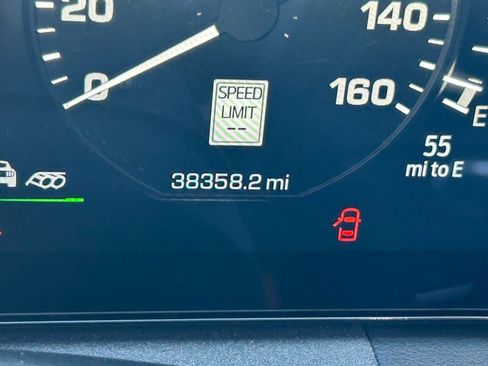 20
140
0
160
SPEED
LIMIT
--
E
55
mi to E
38358.2 mi